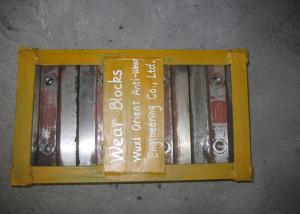 Wear Blocks
Wuxi Orient Anti-wear
Engineering Co., Ltd.